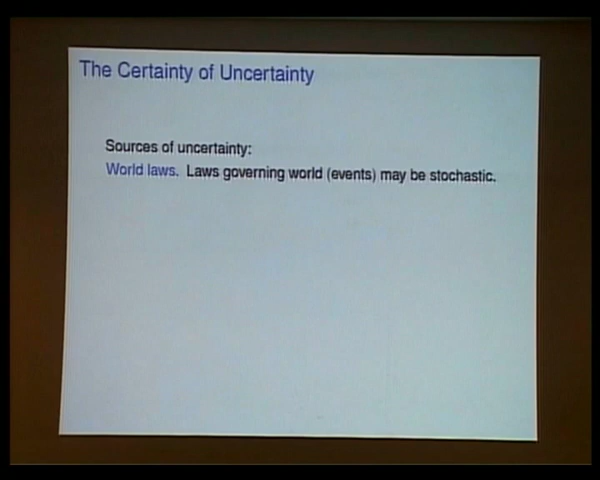 The Certainty of Uncertainty
Sources of uncertainty:
World laws. Laws governing world (events) may be stochastic.